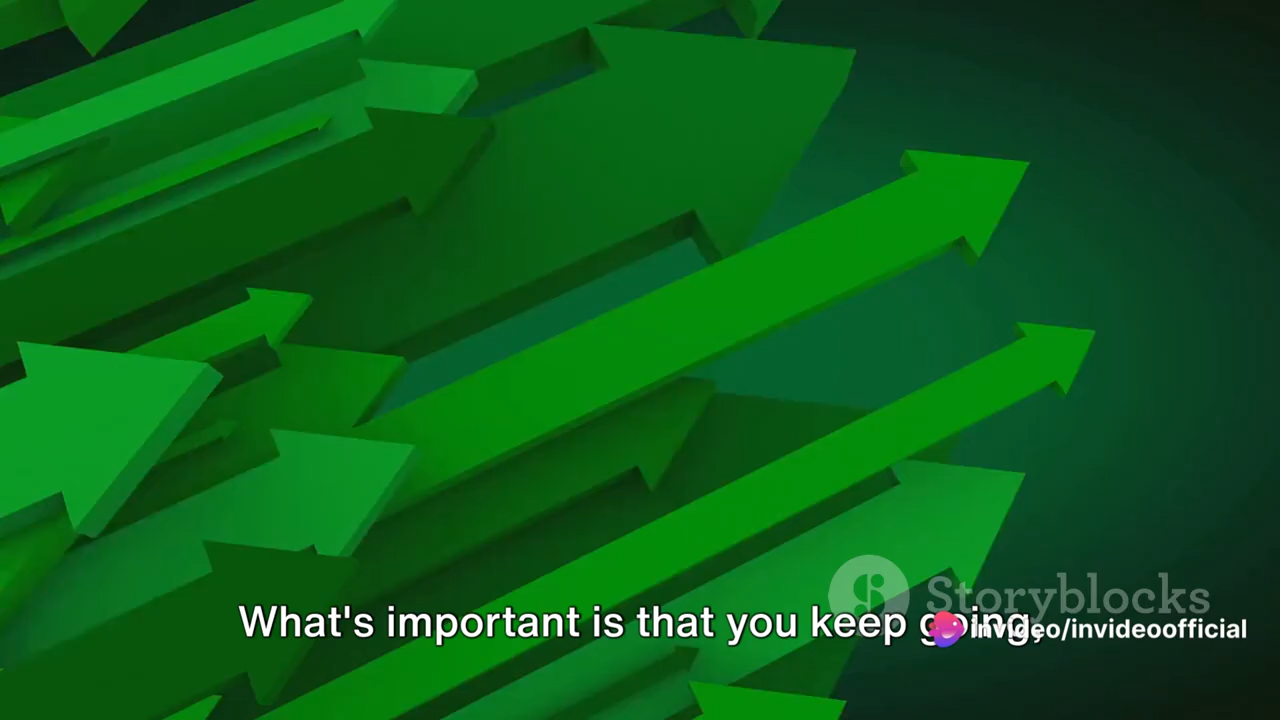 Storyblocks
What's important is that you keep going,
invideo/invideoofficial